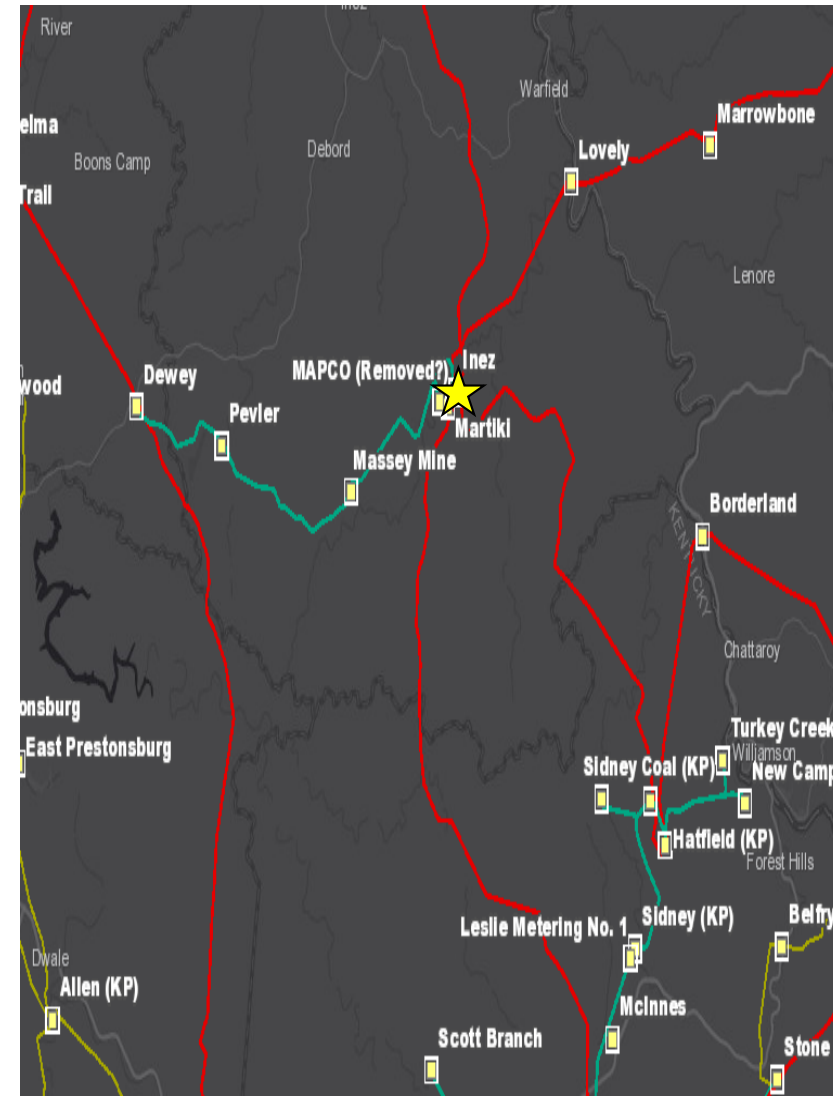 Inez
River
Warfield
Marrowbone
elma
Debord
Lovely
Boons Camp
Trail
Lenore
Inez
MAPCO (Removed?)
Dewey
wood
Pevler
Martiki
Massey Mine
Borderland
KENTUCKY
Chattaroy
onsburg
Turkey Creek
East Prestonsburg
Williamson
Sidney Coal (KP)
New Camp
Hatfield (KP)
Forest Hills
Leslie Metering No. 1
Sidney (KP)
Belfry
Dwale
Allen (KP)
McInnes
Scott Branch
Stone